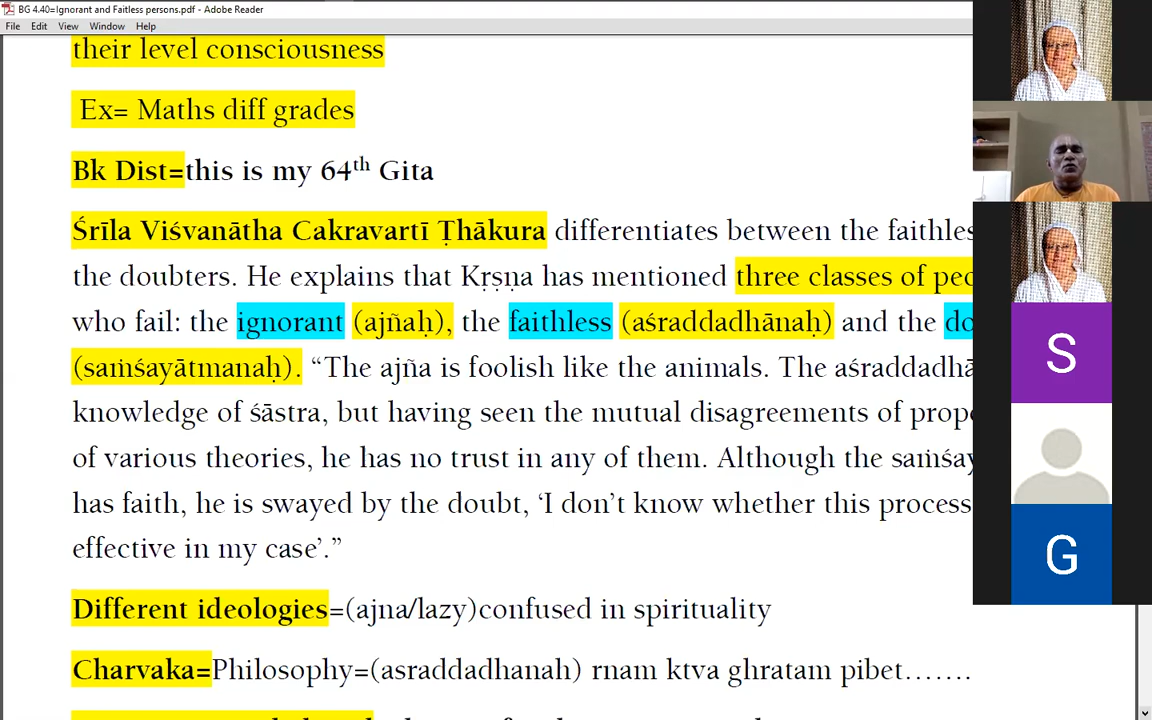 BG 4.40=Ignorant and Faitless persons.pdf - Adobe Reader
File Edit View Window Help
their level consciousness
Ex= Maths diff grades
Bk Dist=this is my 64th Gita
Śrīla Viśvanātha Cakravartī Ṭhākura differentiates between the faithles
the doubters. He explains that Kṛṣṇa has mentioned three classes of peo
who fail: the ignorant (ajñaḥ), the faithless (aśraddadhānaḥ) and the do
(saṁśayātmanaḥ). “The ajña is foolish like the animals. The aśraddadhā
knowledge of śāstra, but having seen the mutual disagreements of propo
of various theories, he has no trust in any of them. Although the saṁśay
has faith, he is swayed by the doubt, ‘I don’t know whether this process
effective in my case’.”
Different ideologies=(ajna/lazy)confused in spirituality
Charvaka=Philosophy=(asraddadhanah) rnam ktva ghratam pibet…….
S
G